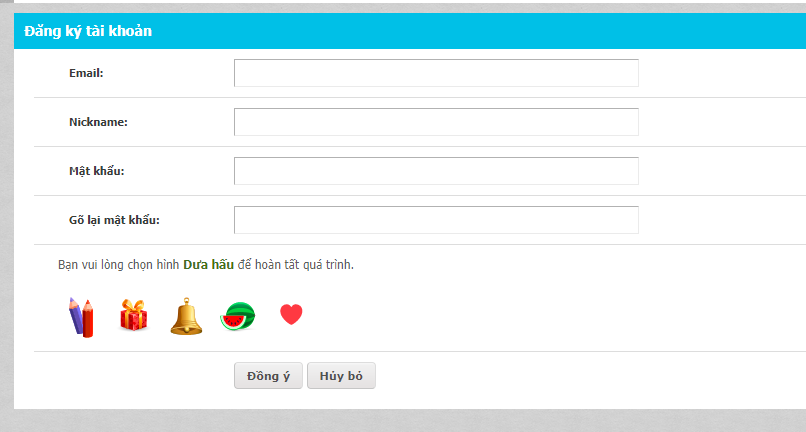 Đăng ký tài khoản
Email:
Nickname:
Mật khẩu:
Gõ lại mật khẩu:
Bạn vui lòng chọn hình Dưa hấu để hoàn tất quá trình.
Đồng ý Hủy bỏ